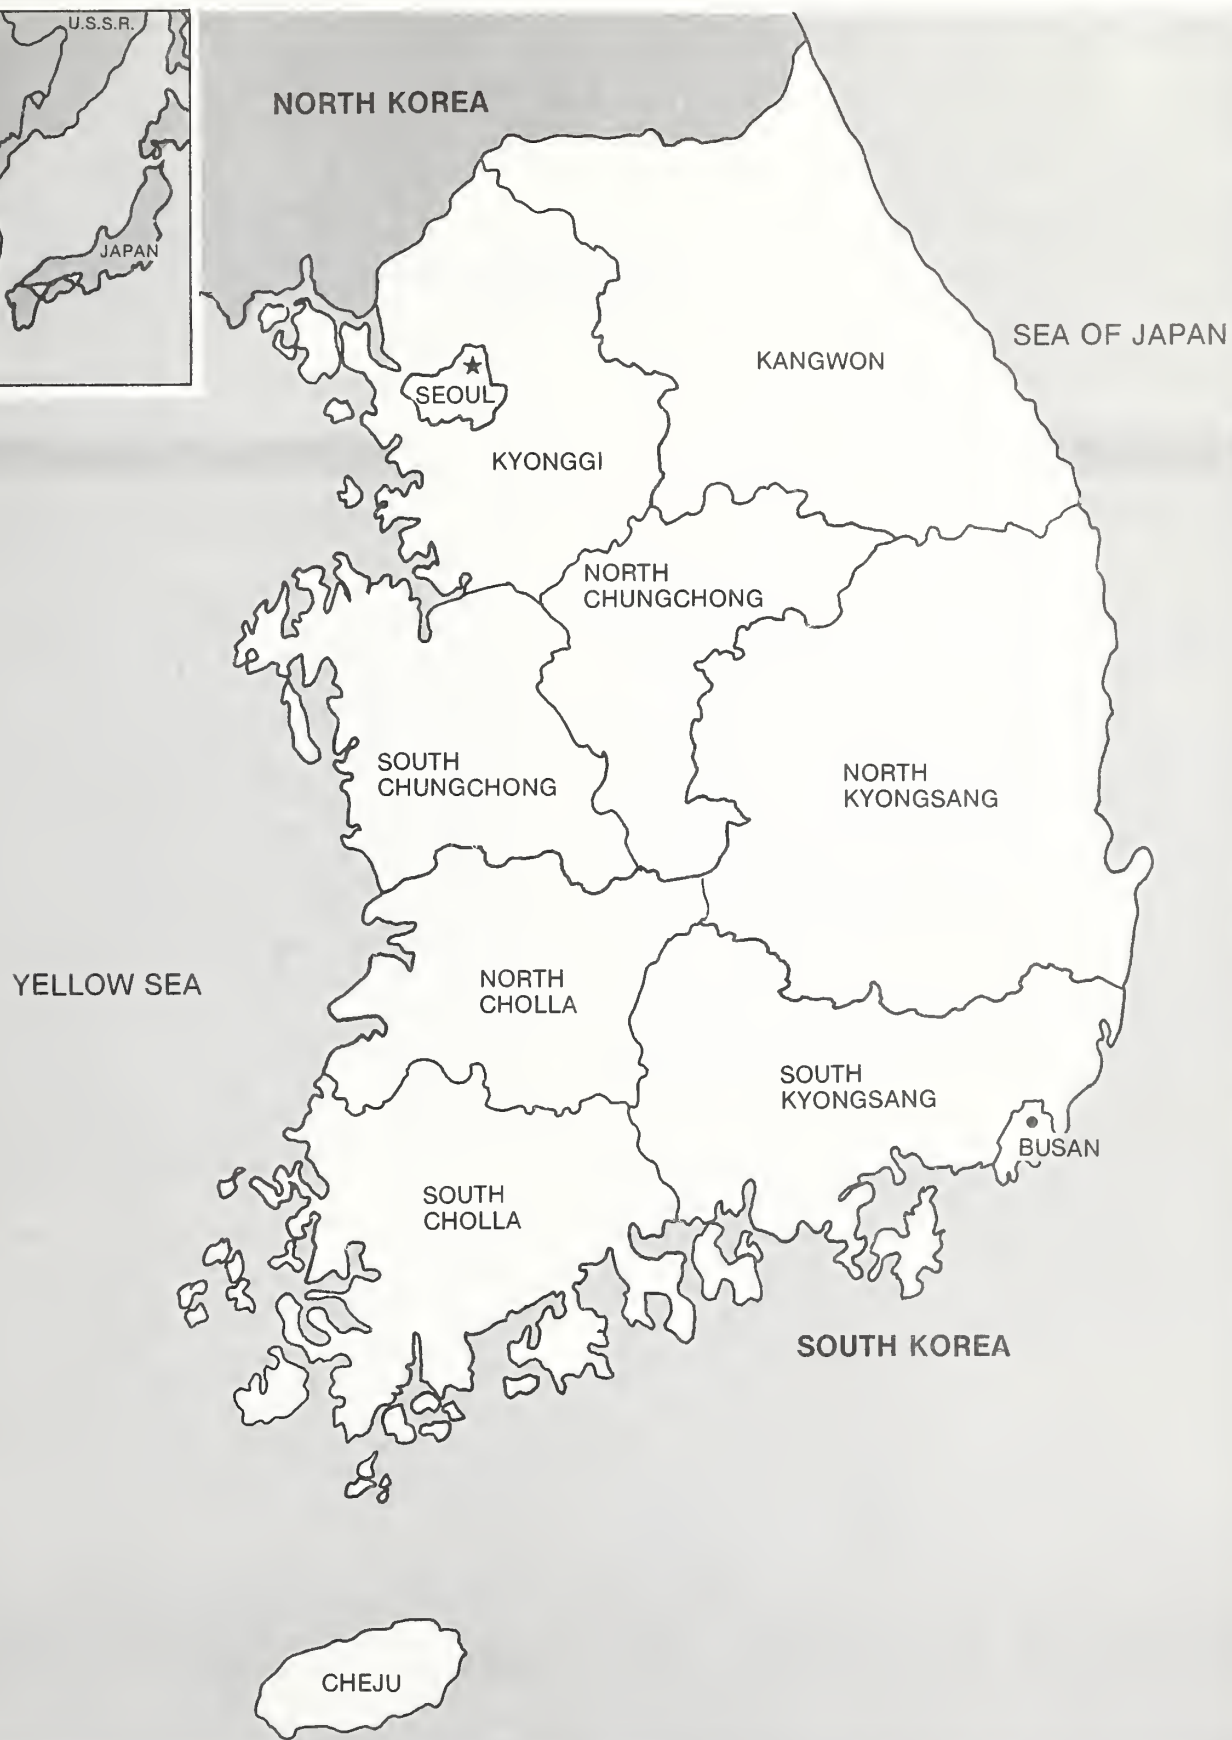 U.S.S.R.
JAPAN
NORTH KOREA
SEA OF JAPAN
KANGWON
SEOUL
KYONGGI
NORTH
CHUNGCHONG
SOUTH
CHUNGCHONG
NORTH
KYONGSANG
YELLOW SEA
NORTH
CHOLLA
SOUTH
KYONGSANG
BUSAN
SOUTH
CHOLLA
SOUTH KOREA
CHEJU